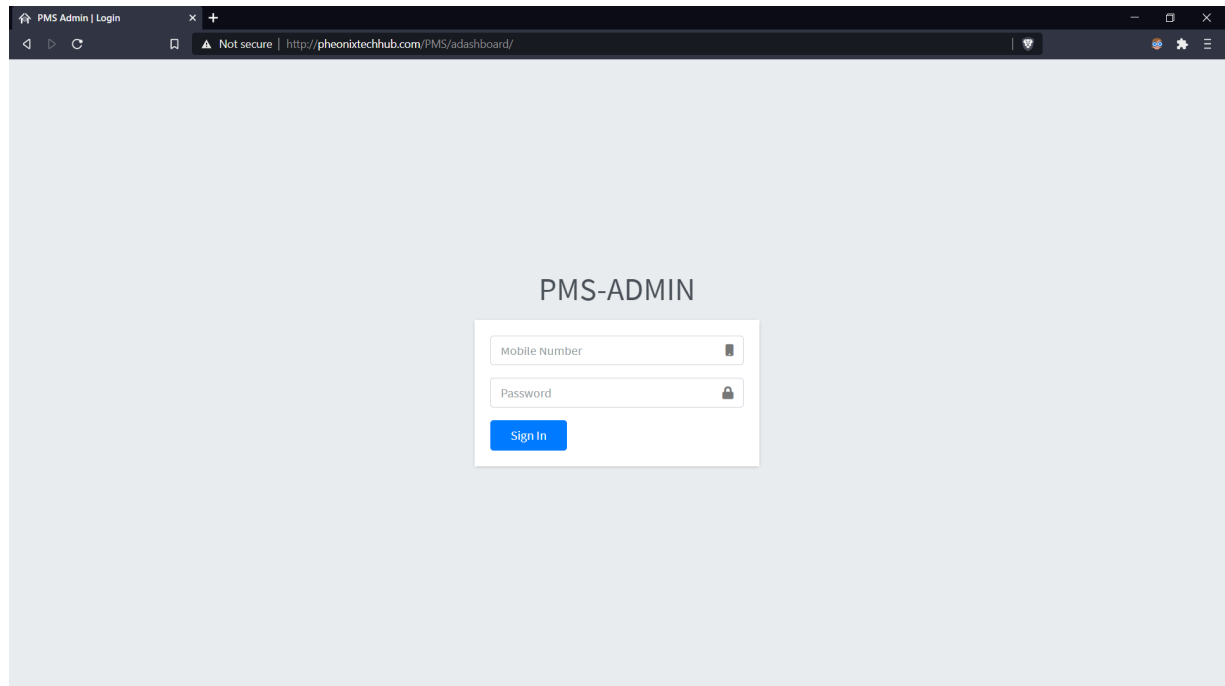 PMS Admin | Login
Not secure | http://pheonixtechhub.com/PMS/adashboard/
PMS-ADMIN
Mobile Number
Password
Sign In